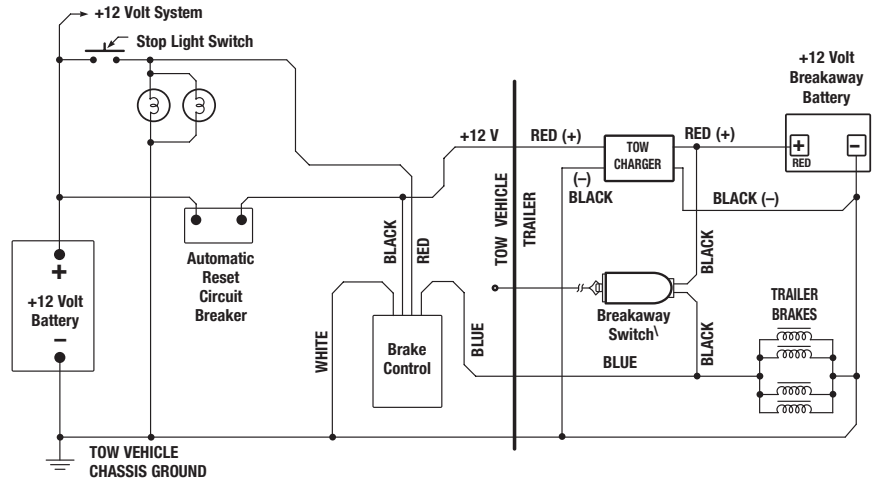 +12 Volt System
Stop Light Switch
+12 Volt
Breakaway
Battery
+12 V
RED (+)
TOW
CHARGER
RED (+)
+
–
RED
(–)
BLACK
BLACK (–)
TOW VEHICLE
TRAILER
BLACK
RED
BLACK
Automatic
Reset
Circuit
Breaker
+
+12 Volt
Battery
–
Breakaway
Switch\
TRAILER
BRAKES
WHITE
Brake
Control
BLUE
BLUE
BLACK
TOW VEHICLE
CHASSIS GROUND